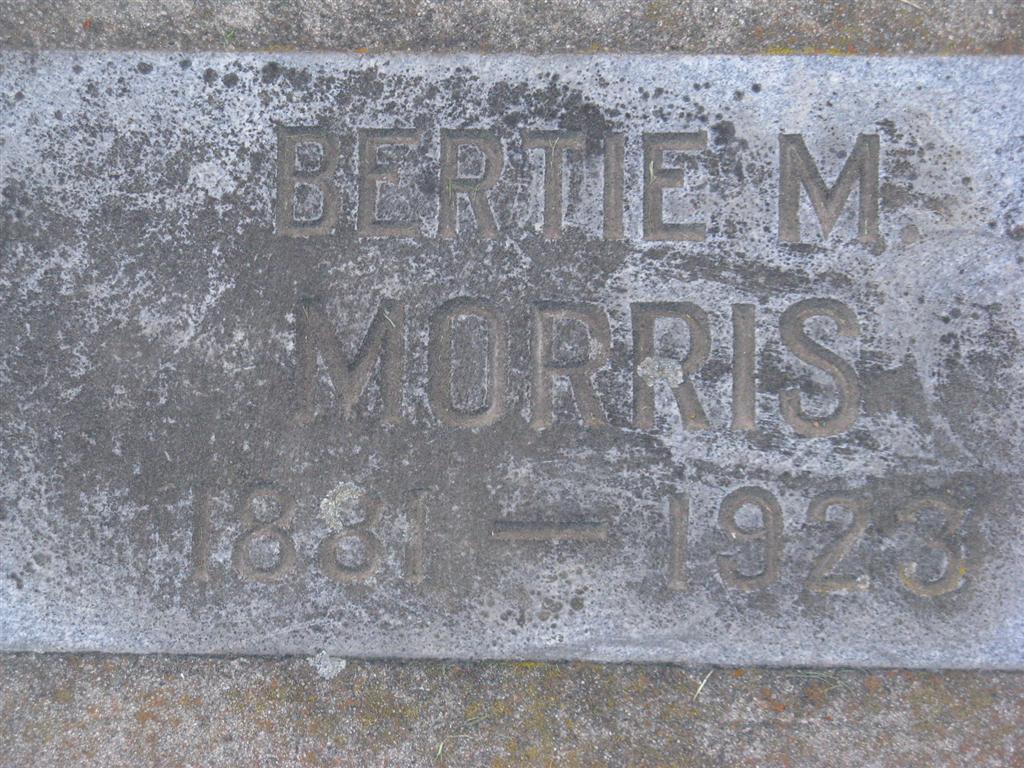 BERTIE M.
MORRIS
1881 — 1923